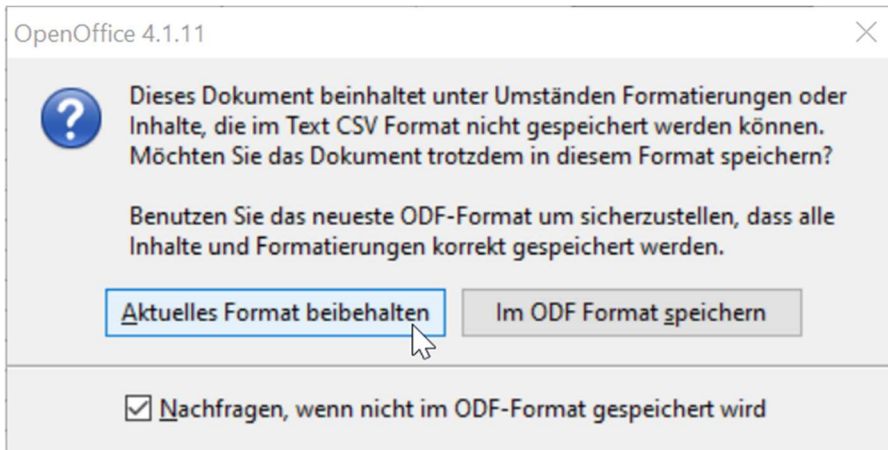 OpenOffice 4.1.11
Dieses Dokument beinhaltet unter Umständen Formatierungen oder
Inhalte, die im Text CSV Format nicht gespeichert werden können.
Möchten Sie das Dokument trotzdem in diesem Format speichern?
Benutzen Sie das neueste ODF-Format um sicherzustellen, dass alle
Inhalte und Formatierungen korrekt gespeichert werden.
Aktuelles Format beibehalten
Im ODF Format speichern
Nachfragen, wenn nicht im ODF-Format gespeichert wird